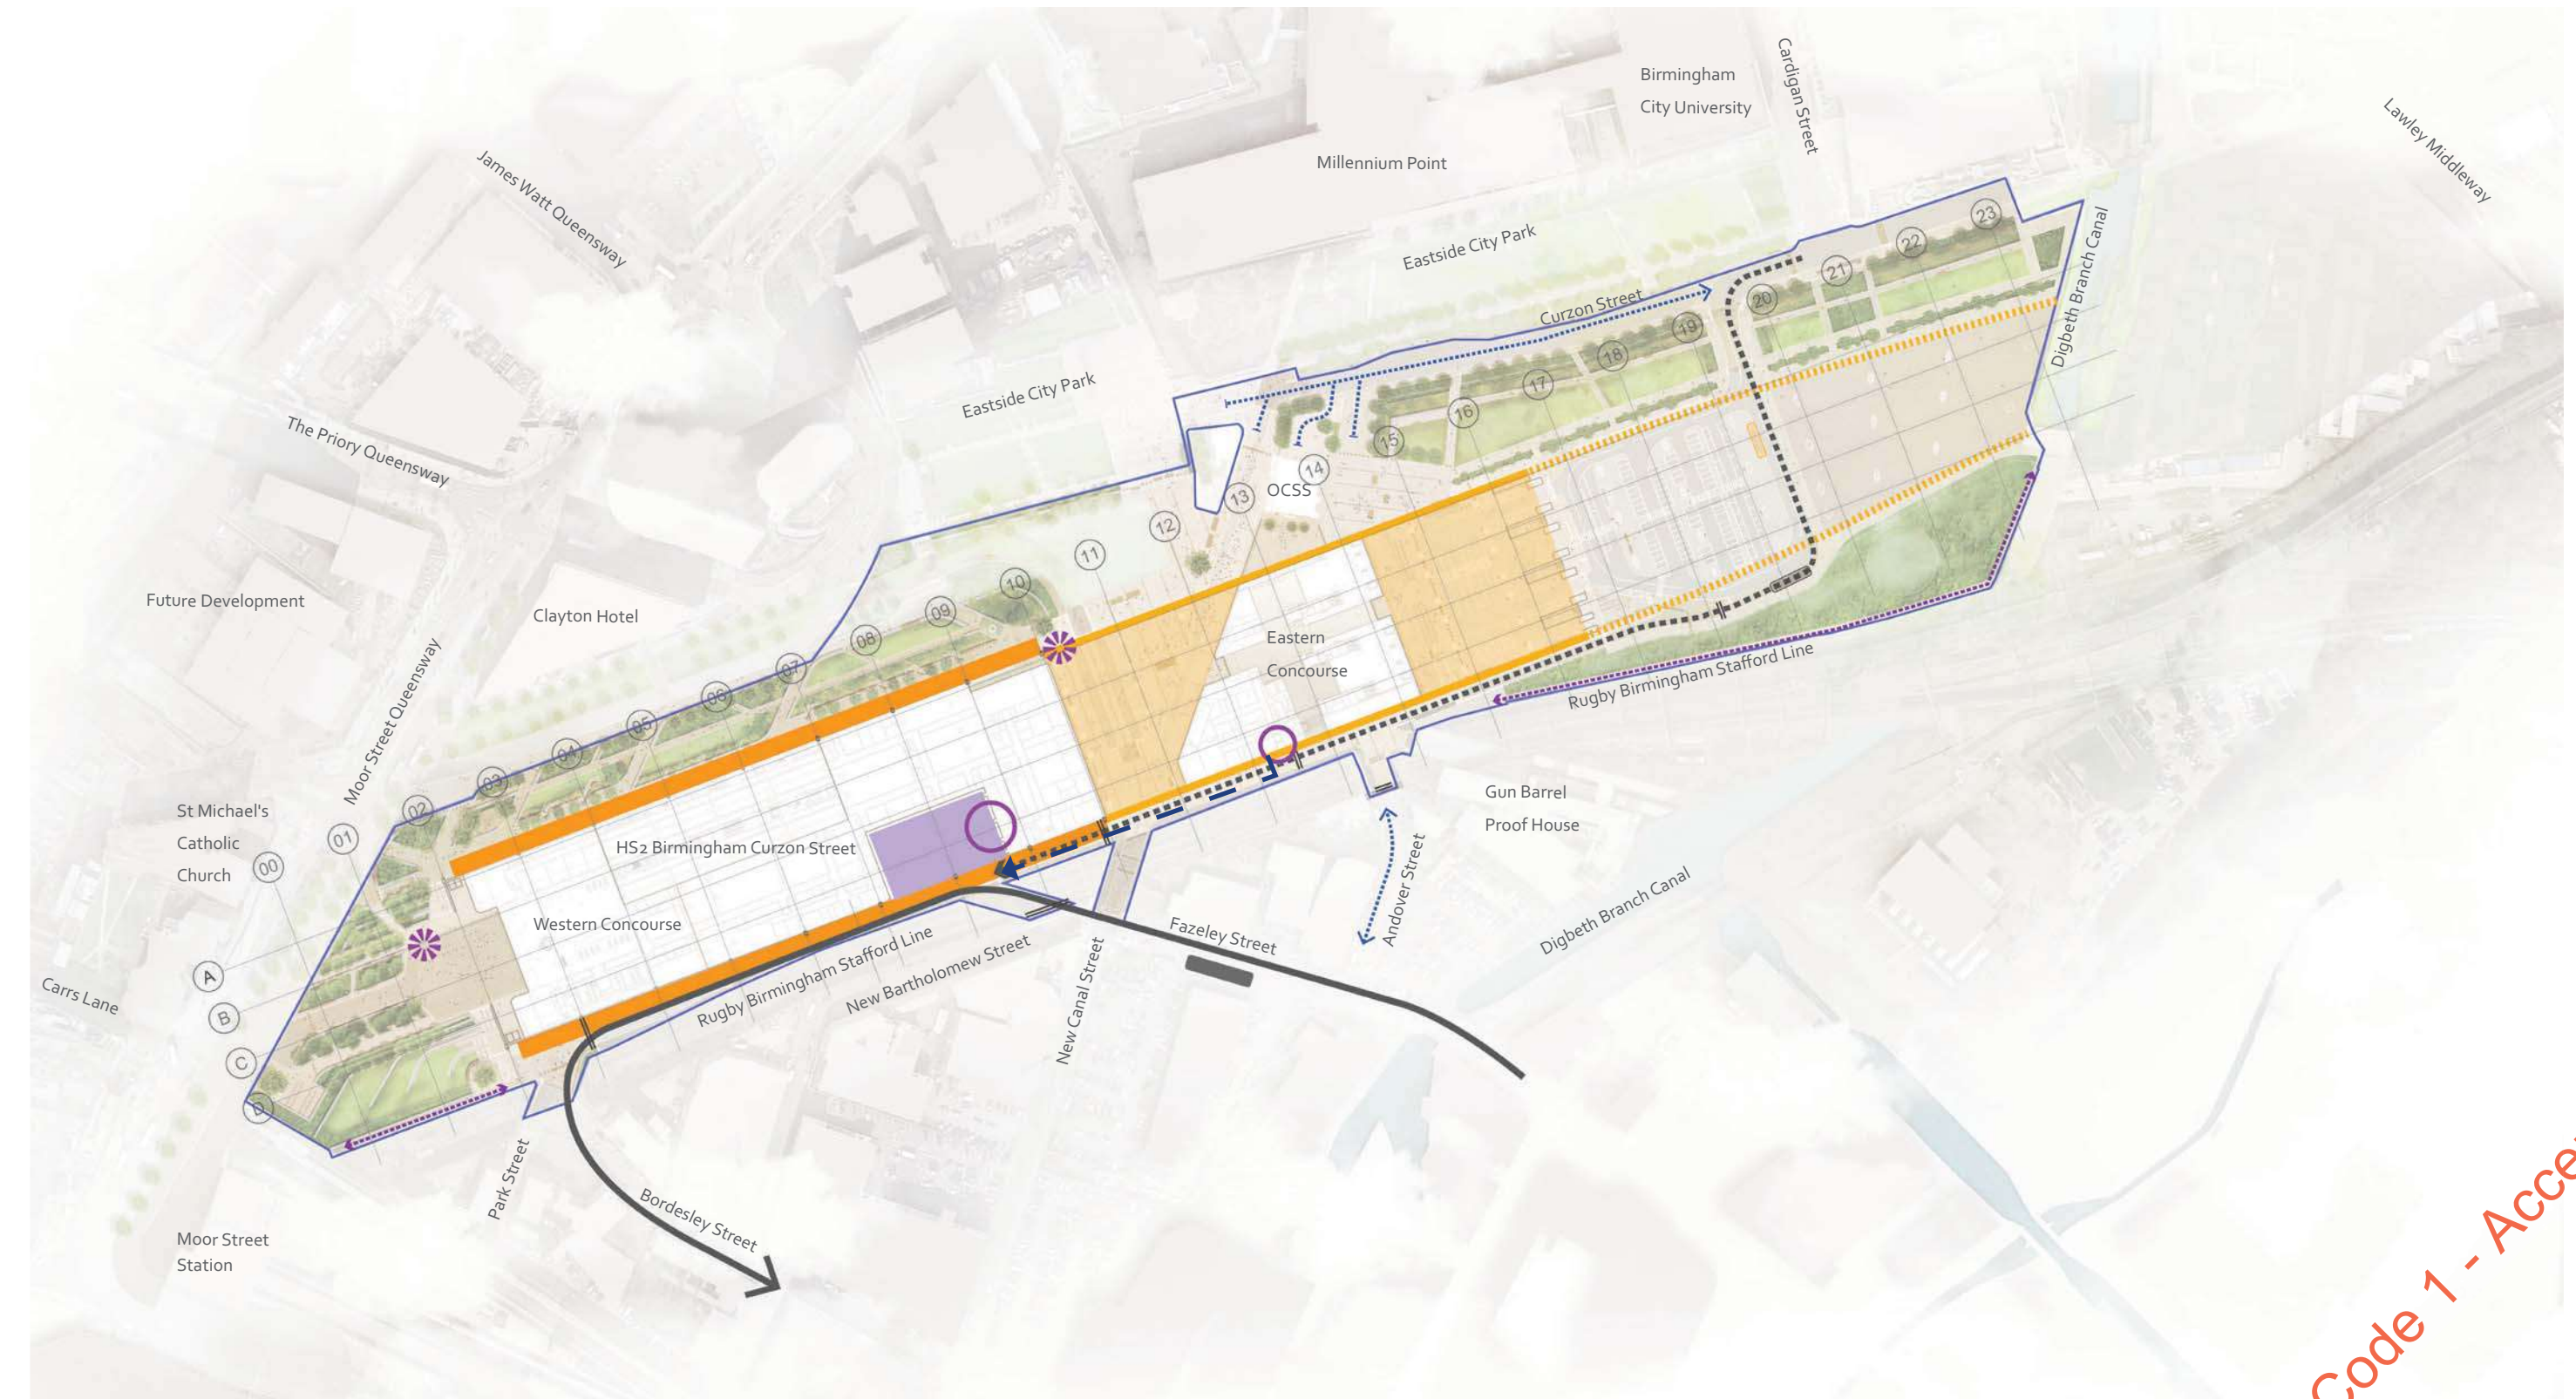 Birmingham
City University
Cardigan Street
Lawley Middleway
Millennium Point
James Watt Queensway
Eastside City Park
Curzon Street
Digbeth Branch Canal
23
22
21
20
19
18
17
16
15
14
13
OCSS
12
11
10
09
08
07
06
05
04
03
02
01
00
Eastside City Park
The Priory Queensway
Future Development
Clayton Hotel
Moor Street Queensway
Eastern
Concourse
Rugby Birmingham Stafford Line
St Michael's
Catholic
Church
HS2 Birmingham Curzon Street
Gun Barrel
Proof House
Western Concourse
Andover Street
Digbeth Branch Canal
Fazeley Street
Rugby Birmingham Stafford Line
New Bartholomew Street
New Canal Street
Carrs Lane
A
B
C
D
Park Street
Bordesley Street
Moor Street
Station
Code 1 -